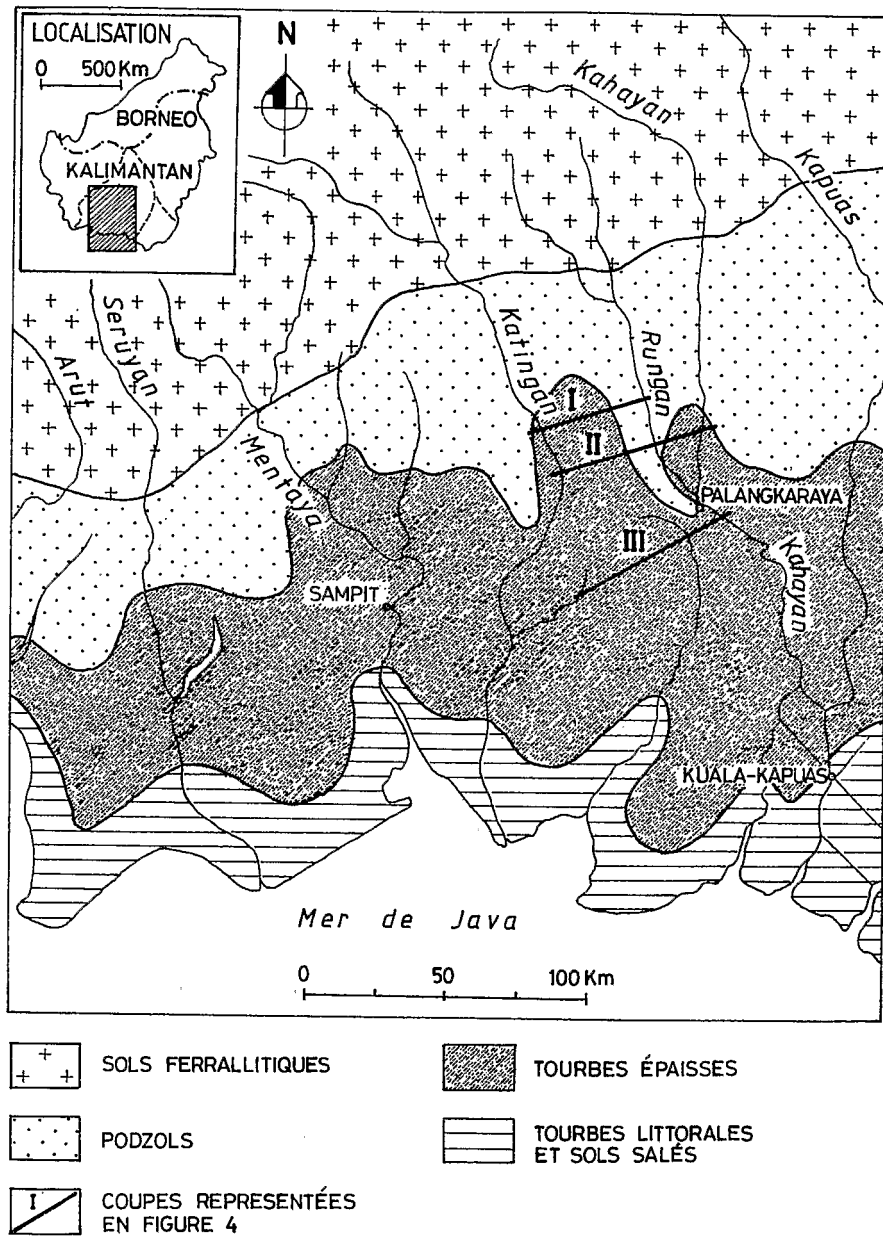 LOCALISATION
0 500 Km
BORNEO
KALIMANTAN
N
Kahayan
Kapuas
Seruyan
Arut
Mentaya
Katingan
Rungan
I
II
PALANGKARAYA
III
Kahayan
SAMPIT
KUALA-KAPUAS
Mer de Java
0 50 100 Km
SOLS FERRALLITIQUES
TOURBES ÉPAISSES
PODZOLS
TOURBES LITTORALES
ET SOLS SALÉS
I
COUPES REPRESENTÉES
EN FIGURE 4